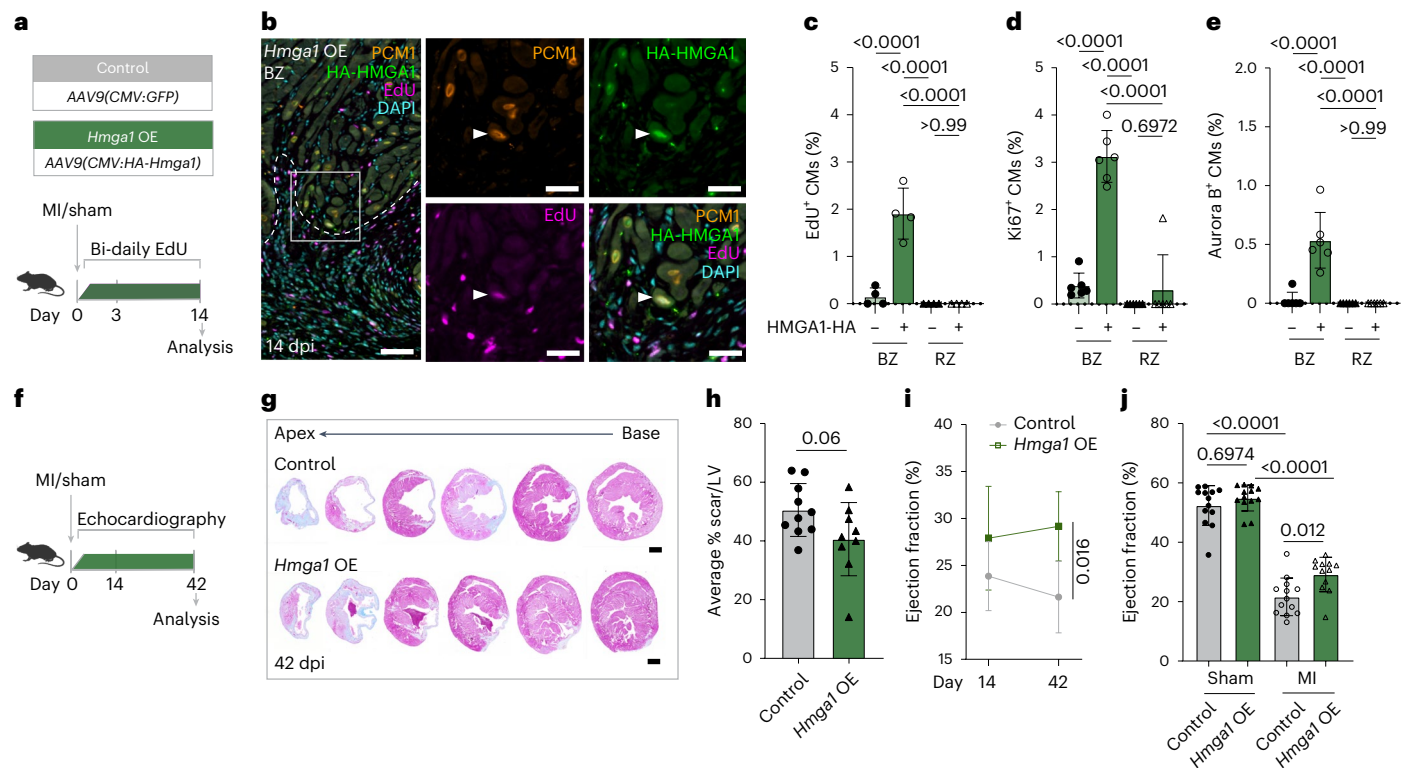 a
Control
AAV9(CMV:GFP)
Hmga1 OE
AAV9(CMV:HA-Hmga1)
MI/sham
Bi-daily EdU
Day 0 3 14
Analysis
b
Hmga1 OE
BZ
PCM1
HA-HMGA1
EdU
DAPI
14 dpi
PCM1
HA-HMGA1
EdU
PCM1
HA-HMGA1
EdU
DAPI
c
<0.0001
<0.0001
<0.0001
>0.99
EdU+ CMs (%)
5
4
3
2
1
0
HMGA1-HA − + − +
BZ RZ
d
<0.0001
<0.0001
<0.0001
0.6972
Ki67+ CMs (%)
5
4
3
2
1
0
− + − +
BZ RZ
e
<0.0001
<0.0001
<0.0001
>0.99
Aurora B+ CMs (%)
2.0
1.5
1.0
0.5
0
− + − +
BZ RZ
f
MI/sham
Echocardiography
Day 0 14 42
Analysis
g
Apex Base
Control
Hmga1 OE
42 dpi
h
0.06
Average % scar/LV
80
60
40
20
0
Control
Hmga1 OE
i
Control
Hmga1 OE
Ejection fraction (%)
40
35
30
25
20
15
0.016
Day 14 42
j
<0.0001
0.6974
<0.0001
0.012
Ejection fraction (%)
80
60
40
20
0
Sham MI
Control
Hmga1 OE
Control
Hmga1 OE